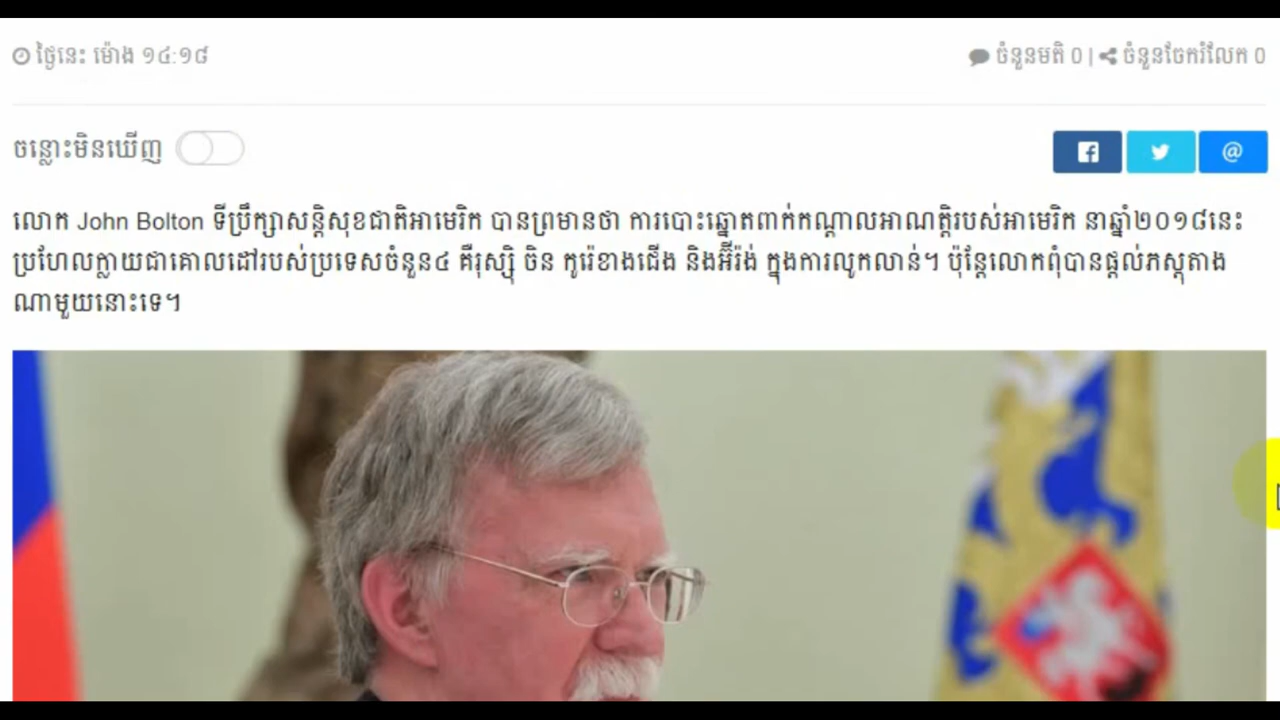 ថ្ងៃនេះ ម៉ោង ១៤:១៨
ចំនួនមតិ 0 | ចំនួនចែករំលែក 0
ចន្លោះមិនឃើញ
លោក John Bolton ទីប្រឹក្សាសន្តិសុខជាតិអាមេរិក បានព្រមានថា ការបោះឆ្នោតពាក់កណ្តាលអាណត្តិរបស់អាមេរិក នាឆ្នាំ២០១៨នេះ
ប្រហែលក្លាយជាគោលដៅរបស់ប្រទេសចំនួន៤ គឺរុស្ស៊ី ចិន កូរ៉េខាងជើង និងអ៊ីរ៉ង់ ក្នុងការលូកលាន់។ ប៉ុន្តែលោកពុំបានផ្តល់ភស្តុតាង
ណាមួយនោះទេ។